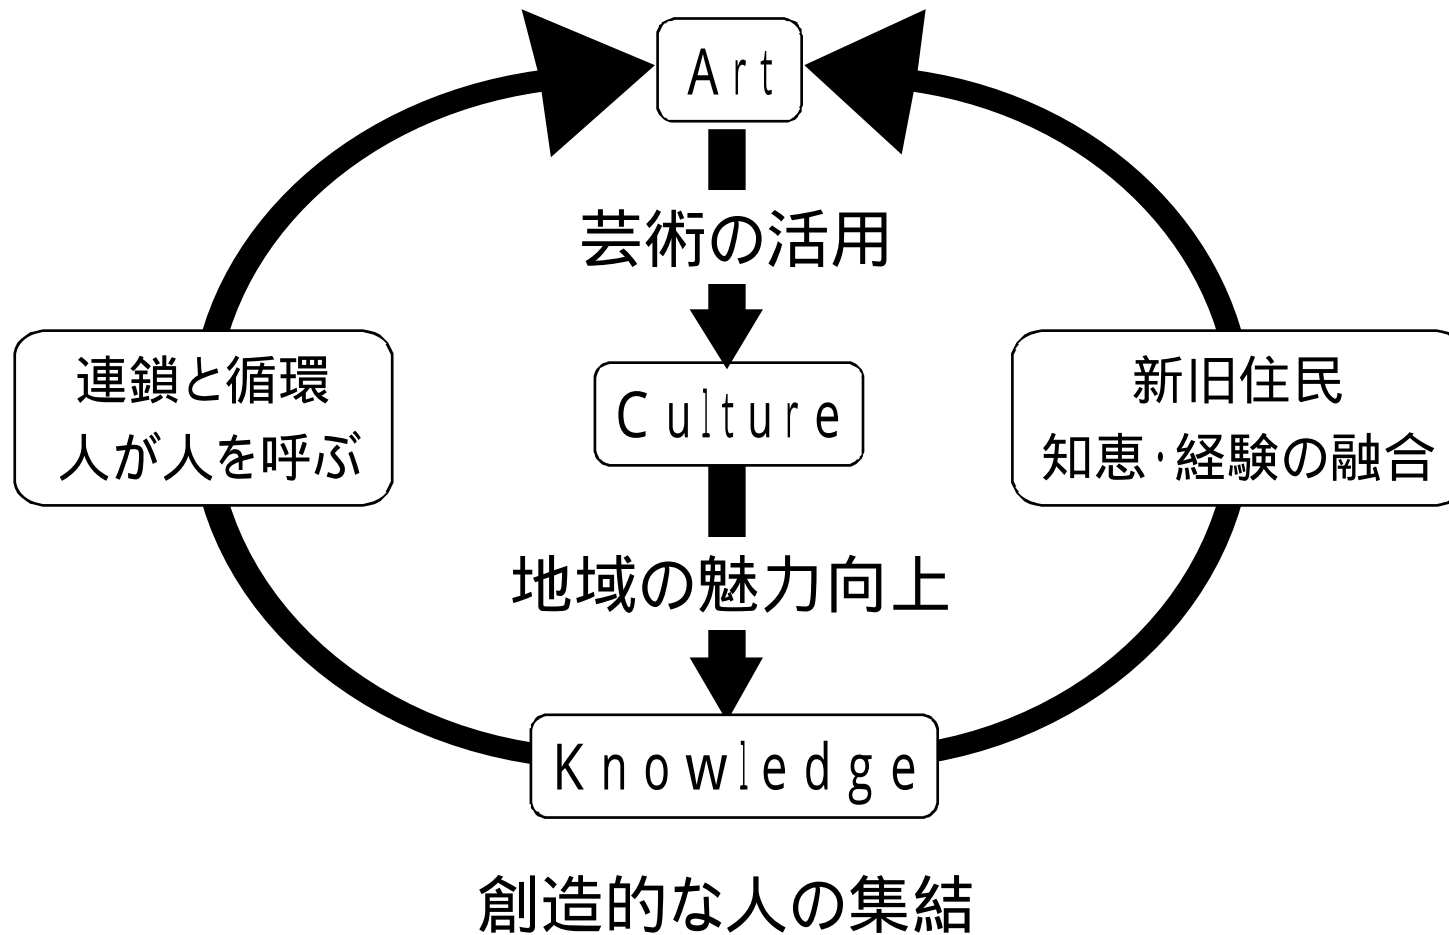 Art
芸術の活用
連鎖と循環
人が人を呼ぶ
Culture
新旧住民
知恵･経験の融合
地域の魅力向上
Knowledge
創造的な人の集結